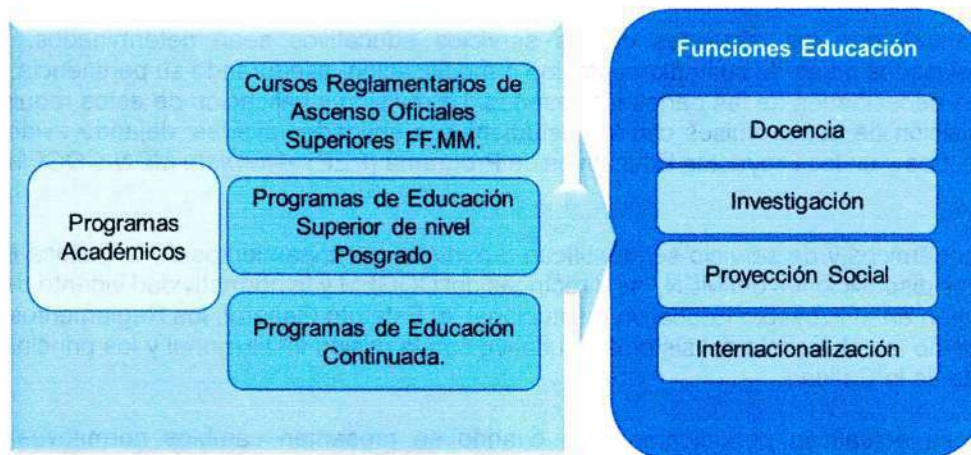 Programas
Académicos
Cursos Reglamentarios de
Ascenso Oficiales
Superiores FF.MM.
Programas de Educación
Superior de nivel
Posgrado
Programas de Educación
Continuada.
Funciones Educación
Docencia
Investigación
Proyección Social
Internacionalización